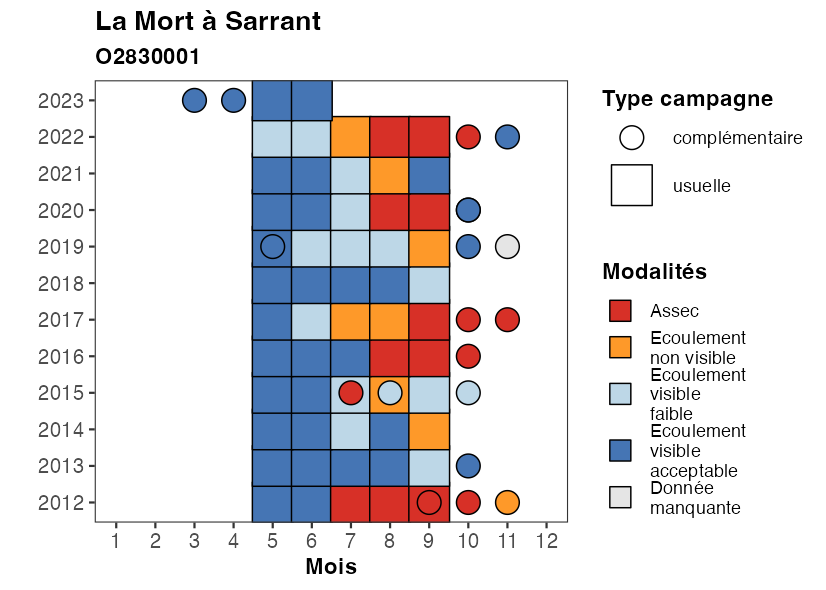 La Mort à Sarrant
O2830001
2023
2022
2021
2020
2019
2018
2017
2016
2015
2014
2013
2012
1 2 3 4 5 6 7 8 9 10 11 12
Mois
Type campagne
complémentaire
usuelle
Modalités
Assec
Ecoulement
non visible
Ecoulement
visible
faible
Ecoulement
visible
acceptable
Donnée
manquante